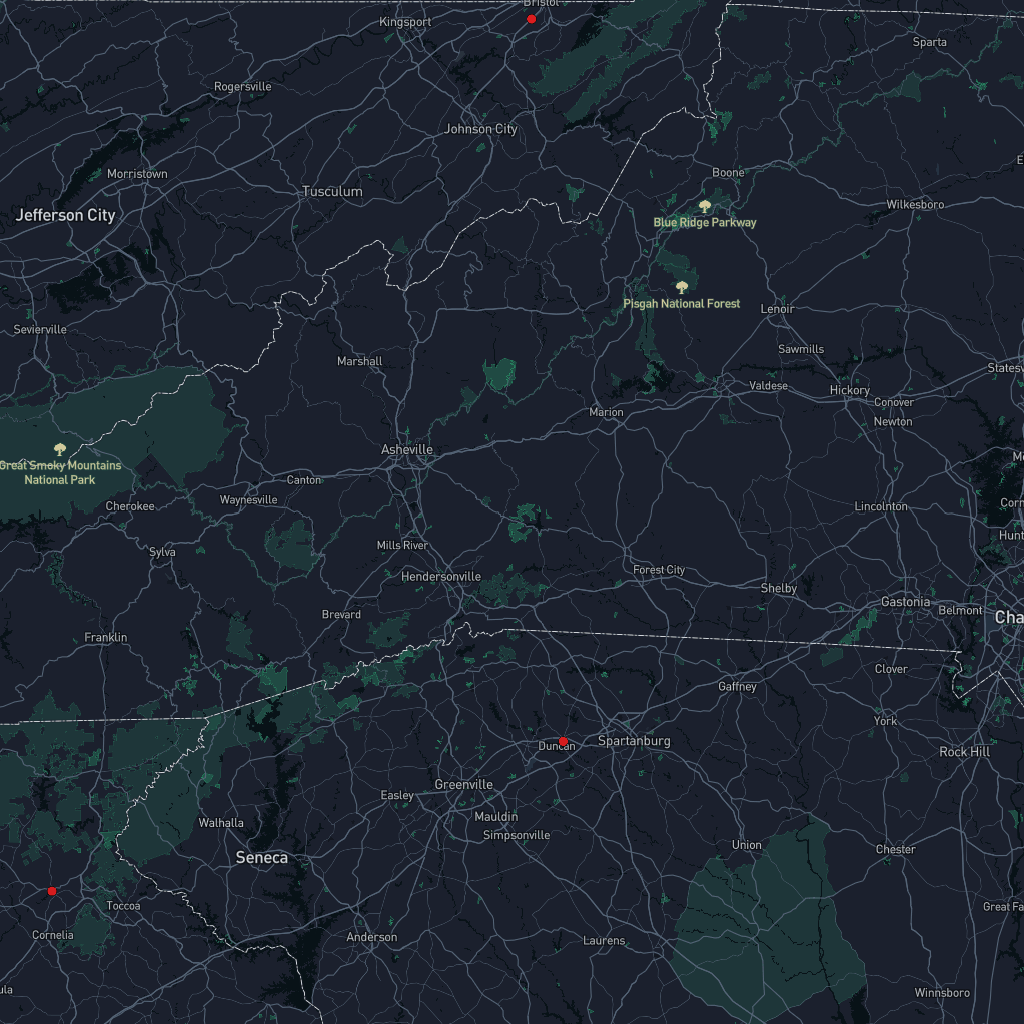 Bristol
Kingsport
Sparta
Rogersville
Johnson City
Morristown
Boone
Tusculum
Jefferson City
Wilkesboro
Blue Ridge Parkway
Pisgah National Forest
Lenoir
Sevierville
Sawmills
Marshall
Valdese
Hickory
Conover
Marion
Newton
Asheville
Great Smoky Mountains
National Park
Canton
Waynesville
Cherokee
Lincolnton
Mills River
Sylva
Forest City
Hendersonville
Shelby
Gastonia
Belmont
Brevard
Franklin
Clover
Gaffney
York
Duncan
Spartanburg
Rock Hill
Greenville
Easley
Mauldin
Walhalla
Simpsonville
Union
Chester
Seneca
Toccoa
Cornelia
Anderson
Laurens
Winnsboro